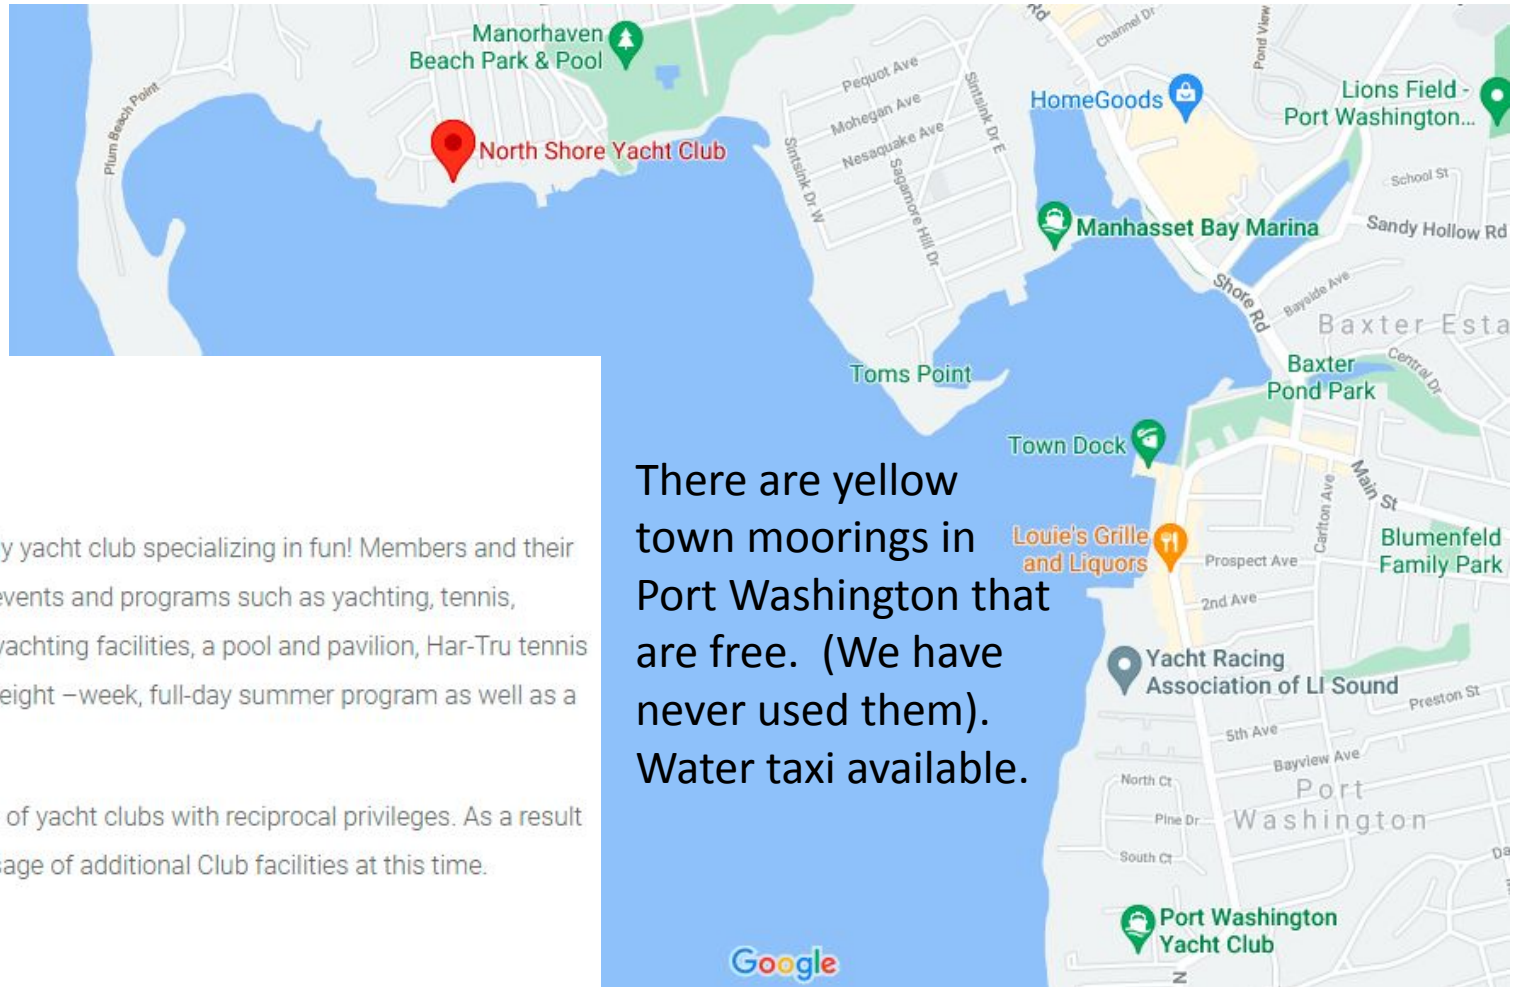 Manorhaven
Beach Park & Pool
North Shore Yacht Club
Plum Beach Point
Rd
Channel Dr
Pond View
Pequot Ave
Mohegan Ave
Nesaquake Ave
Sintsink Dr E
Sintsink Dr W
Sagamore Hill Dr
HomeGoods
Lions Field -
Port Washington...
School St
Sandy Hollow Rd
Manhasset Bay Marina
Shore Rd
Bayside Ave
Baxter Esta
Baxter
Pond Park
Central Dr
Toms Point
Town Dock
Main St
Carlton Ave
Louie's Grille
and Liquors
Prospect Ave
Blumenfeld
Family Park
2nd Ave
Yacht Racing
Association of LI Sound
Preston St
5th Ave
Bayview Ave
North Ct
Port
Washington
Pine Dr
South Ct
Da
Port Washington
Yacht Club
N
Google
There are yellow
town moorings in
Port Washington that
are free. (We have
never used them).
Water taxi available.
y yacht club specializing in fun! Members and their
events and programs such as yachting, tennis,
yachting facilities, a pool and pavilion, Har-Tru tennis
eight –week, full-day summer program as well as a
of yacht clubs with reciprocal privileges. As a result
sage of additional Club facilities at this time.